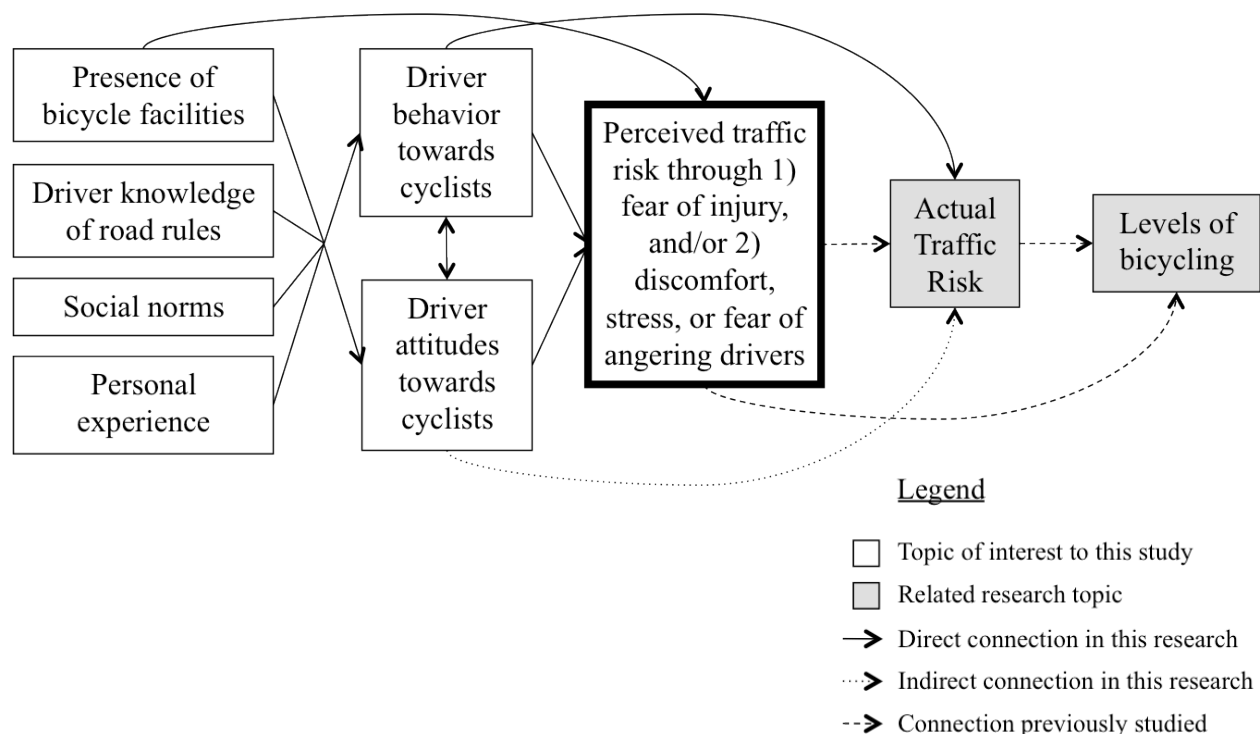 Presence of
bicycle facilities
Driver knowledge
of road rules
Social norms
Personal
experience
Driver
behavior
towards
cyclists
Driver
attitudes
towards
cyclists
Perceived traffic
risk through 1)
fear of injury,
and/or 2)
discomfort,
stress, or fear of
angering drivers
Actual
Traffic
Risk
Levels of
bicycling
Legend
Topic of interest to this study
Related research topic
Direct connection in this research
Indirect connection in this research
Connection previously studied